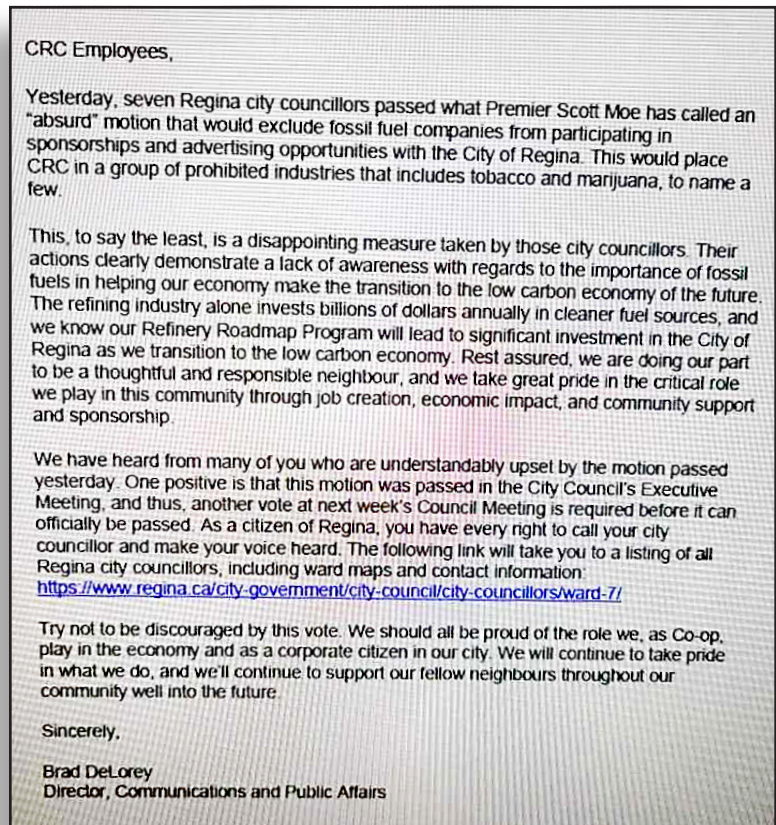 CRC Employees,
Yesterday, seven Regina city councillors passed what Premier Scott Moe has called an
"absurd" motion that would exclude fossil fuel companies from participating in
sponsorships and advertising opportunities with the City of Regina. This would place
CRC in a group of prohibited industries that includes tobacco and marijuana, to name a
few.
This, to say the least, is a disappointing measure taken by those city councillors. Their
actions clearly demonstrate a lack of awareness with regards to the importance of fossil
fuels in helping our economy make the transition to the low carbon economy of the future.
The refining industry alone invests billions of dollars annually in cleaner fuel sources, and
we know our Refinery Roadmap Program will lead to significant investment in the City of
Regina as we transition to the low carbon economy. Rest assured, we are doing our part
to be a thoughtful and responsible neighbour, and we take great pride in the critical role
we play in this community through job creation, economic impact, and community support
and sponsorship.
We have heard from many of you who are understandably upset by the motion passed
yesterday. One positive is that this motion was passed in the City Council's Executive
Meeting, and thus, another vote at next week's Council Meeting is required before it can
officially be passed. As a citizen of Regina, you have every right to call your city
councillor and make your voice heard. The following link will take you to a listing of all
Regina city councillors, including ward maps and contact information:
https://www.regina.ca/city-government/city-council/city-councillors/ward-7/
Try not to be discouraged by this vote. We should all be proud of the role we, as Co-op,
play in the economy and as a corporate citizen in our city. We will continue to take pride
in what we do, and we'll continue to support our fellow neighbours throughout our
community well into the future.
Sincerely,
Brad DeLorey
Director, Communications and Public Affairs